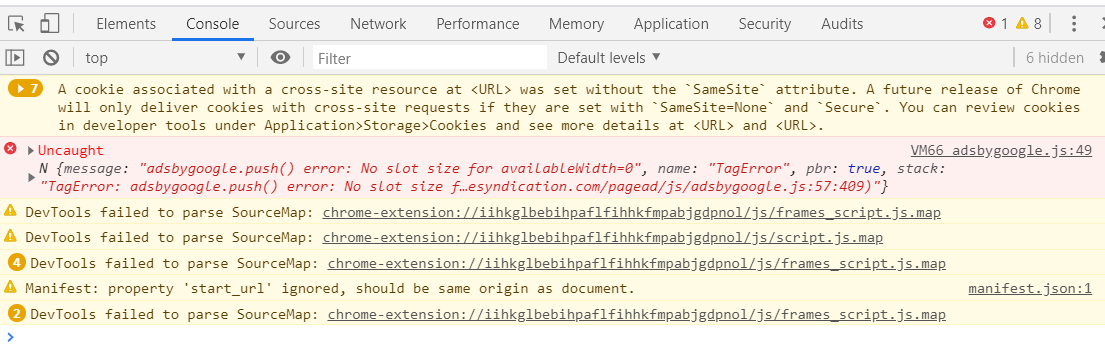 Elements Console Sources Network Performance Memory Application Security Audits 1 8
top Filter Default levels 6 hidden
7 A cookie associated with a cross-site resource at <URL> was set without the `SameSite` attribute. A future release of Chrome
will only deliver cookies with cross-site requests if they are set with `SameSite=None` and `Secure`. You can review cookies
in developer tools under Application>Storage>Cookies and see more details at <URL> and <URL>.
Uncaught VM66 adsbygoogle.js:49
N {message: "adsbygoogle.push() error: No slot size for availableWidth=0", name: "TagError", pbr: true, stack:
"TagError: adsbygoogle.push() error: No slot size f…esyndication.com/pagead/js/adsbygoogle.js:57:409)"}
DevTools failed to parse SourceMap: chrome-extension://iihkglbebihpaflfihhkfmpabjgdpnol/js/frames_script.js.map
DevTools failed to parse SourceMap: chrome-extension://iihkglbebihpaflfihhkfmpabjgdpnol/js/script.js.map
4 DevTools failed to parse SourceMap: chrome-extension://iihkglbebihpaflfihhkfmpabjgdpnol/js/frames_script.js.map
Manifest: property 'start_url' ignored, should be same origin as document. manifest.json:1
2 DevTools failed to parse SourceMap: chrome-extension://iihkglbebihpaflfihhkfmpabjgdpnol/js/frames_script.js.map